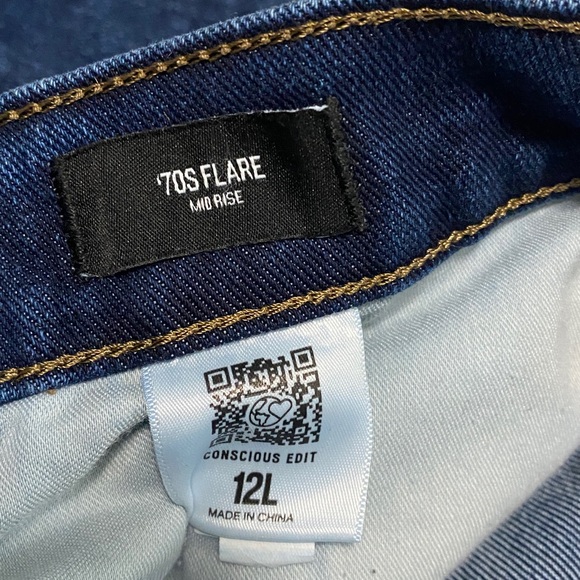 '70S FLARE
MID RISE
CONSCIOUS EDIT
12L
MADE IN CHINA